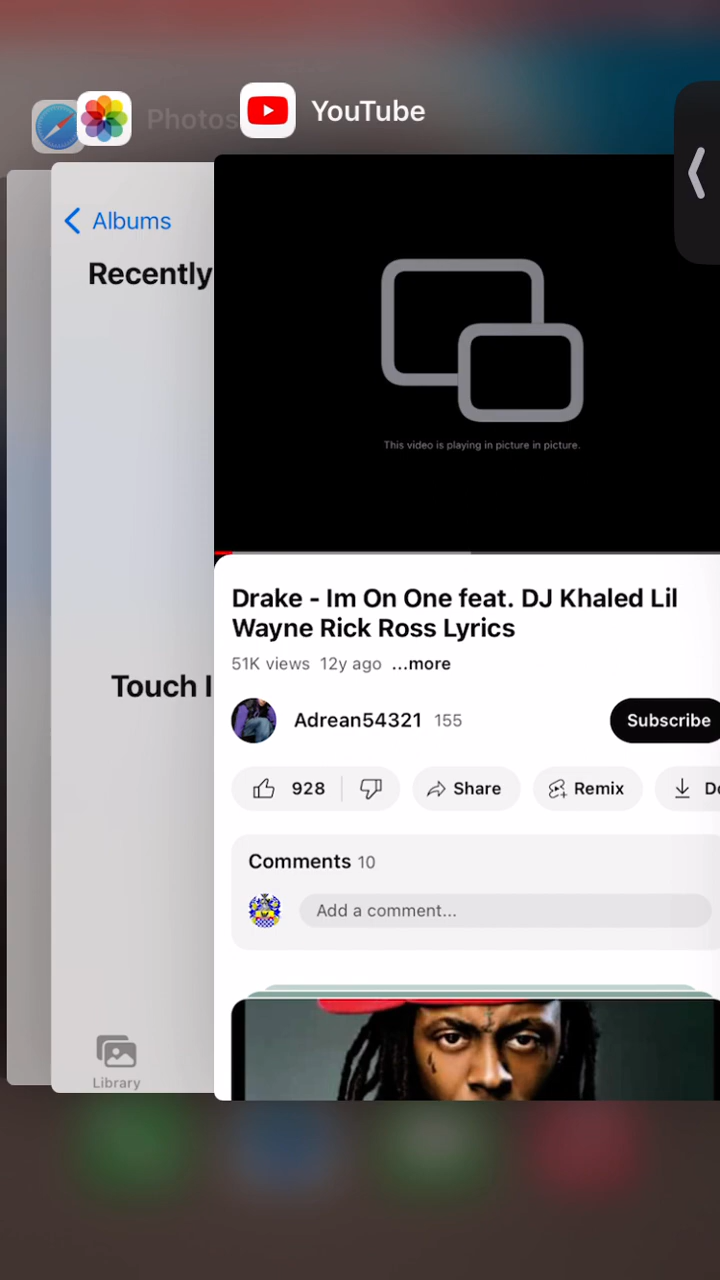 Photos
YouTube
Albums
Recently
Touch I
Library
This video is playing in picture in picture.
Drake - Im On One feat. DJ Khaled Lil
Wayne Rick Ross Lyrics
51K views 12y ago ...more
Adrean54321 155
Subscribe
928
Share
Remix
Do
Comments 10
Add a comment...